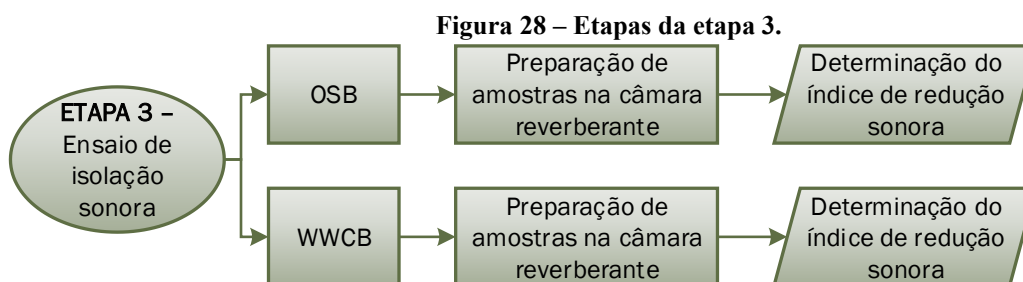 Figura 28 – Etapas da etapa 3.
ETAPA 3 –
Ensaio de
isolação
sonora
OSB
Preparação de
amostras na câmara
reverberante
Determinação do
índice de redução
sonora
WWCB
Preparação de
amostras na câmara
reverberante
Determinação do
índice de redução
sonora